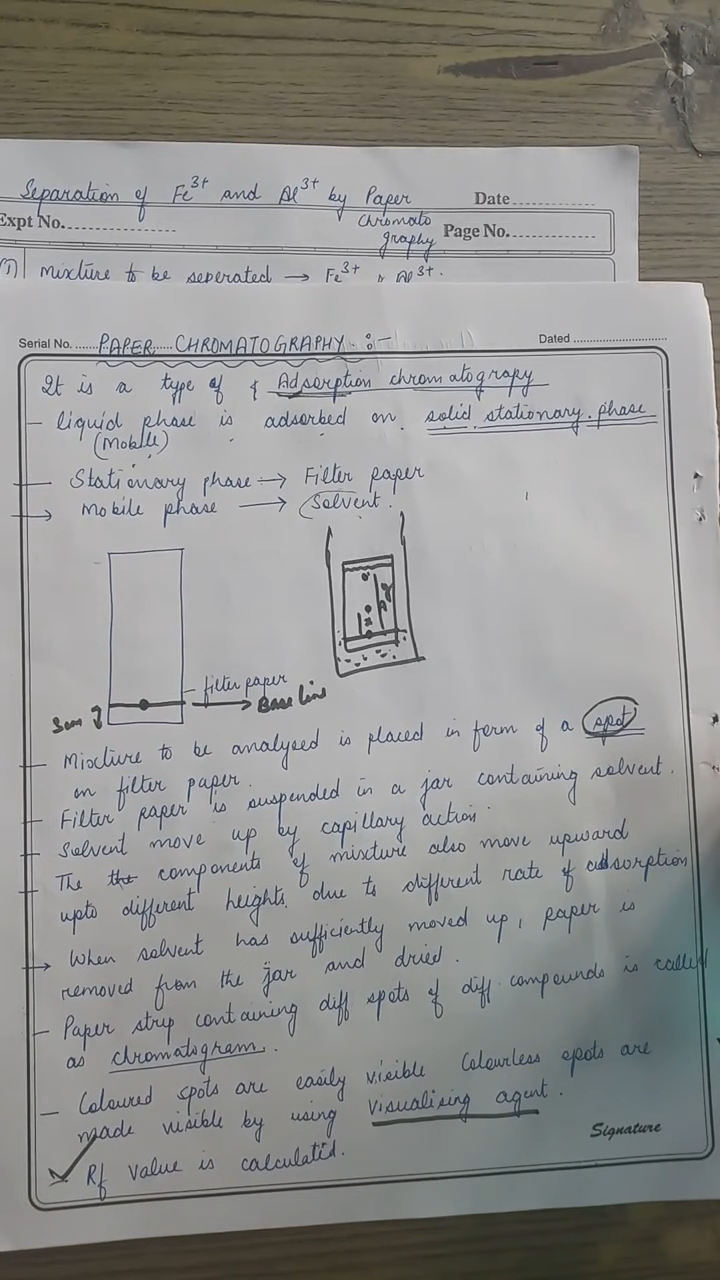 Separation of Fe³⁺ and Al³⁺ by Paper Chromatography
Date
Expt No.
Page No.
(1) mixture to be seperated → Fe³⁺ & Al³⁺.
Serial No. PAPER CHROMATOGRAPHY :-
Dated
It is a type of Adsorption chromatograpy
- liquid phase is adsorbed on solid stationary phase
(Mobile)
- Stationary phase → Filter paper
→ Mobile phase → Solvent.
y
x
filter paper
Base line
- Mixture to be analysed is placed in form of a spot
on filter paper.
- Filter paper is suspended in a jar containing solvent.
- Solvent move up by capillary action.
- The the components of mixture also move upward
upto different heights due to different rate of adsorption
→ When solvent has sufficiently moved up, paper is
removed from the jar and dried.
- Paper strip containing diff spots of diff. compounds is called
as chromatogram.
- Coloured spots are easily visible Colourless spots are
made visible by using visualising agent.
- Rf value is calculated.
Signature